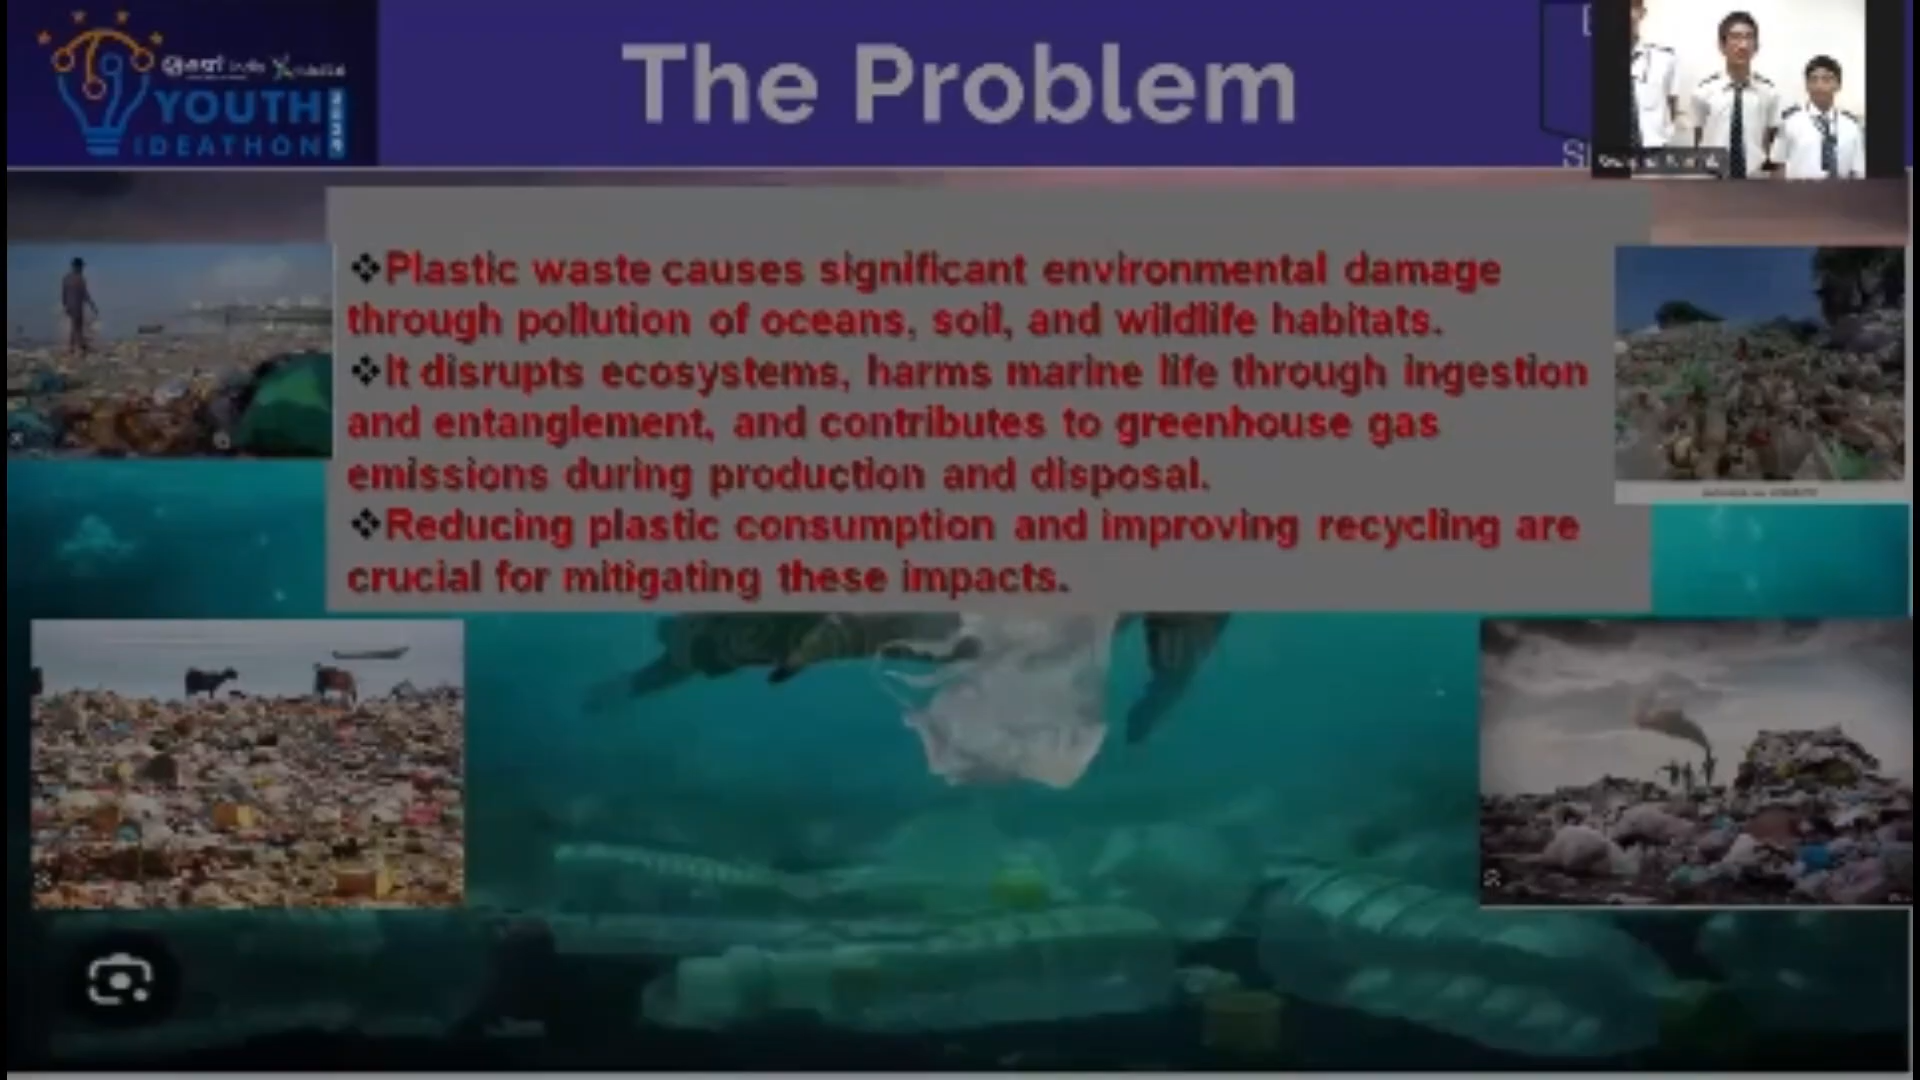 The Problem
YOUTH
IDEATHON
❖Plastic waste causes significant environmental damage
through pollution of oceans, soil, and wildlife habitats.
❖It disrupts ecosystems, harms marine life through ingestion
and entanglement, and contributes to greenhouse gas
emissions during production and disposal.
❖Reducing plastic consumption and improving recycling are
crucial for mitigating these impacts.